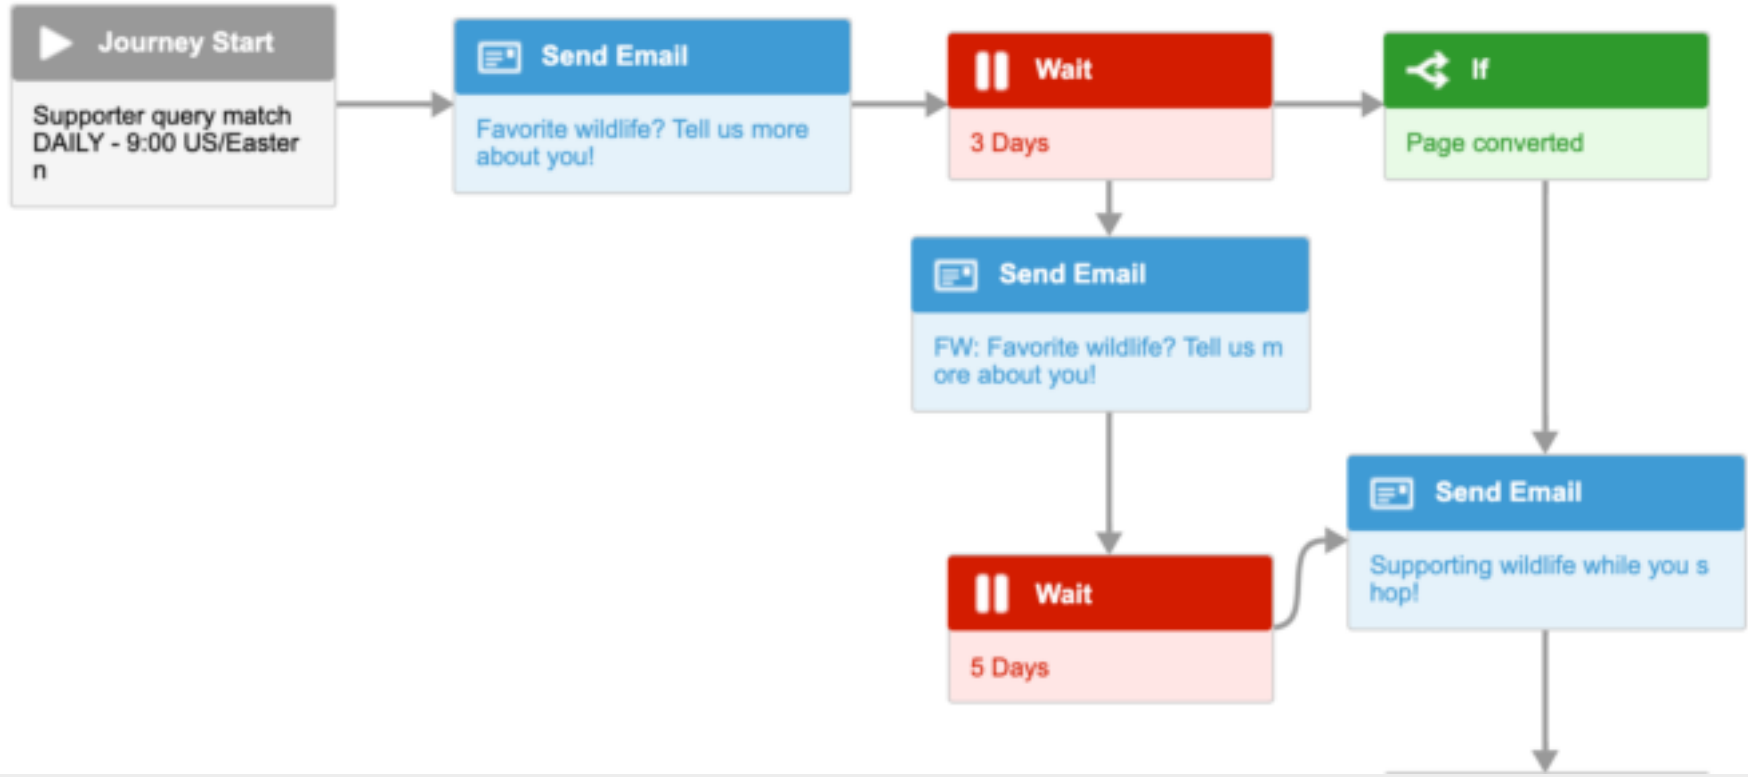 Journey Start
Supporter query match
DAILY - 9:00 US/Easter
n
Send Email
Favorite wildlife? Tell us more
about you!
Wait
3 Days
If
Page converted
Send Email
FW: Favorite wildlife? Tell us m
ore about you!
Wait
5 Days
Send Email
Supporting wildlife while you s
hop!